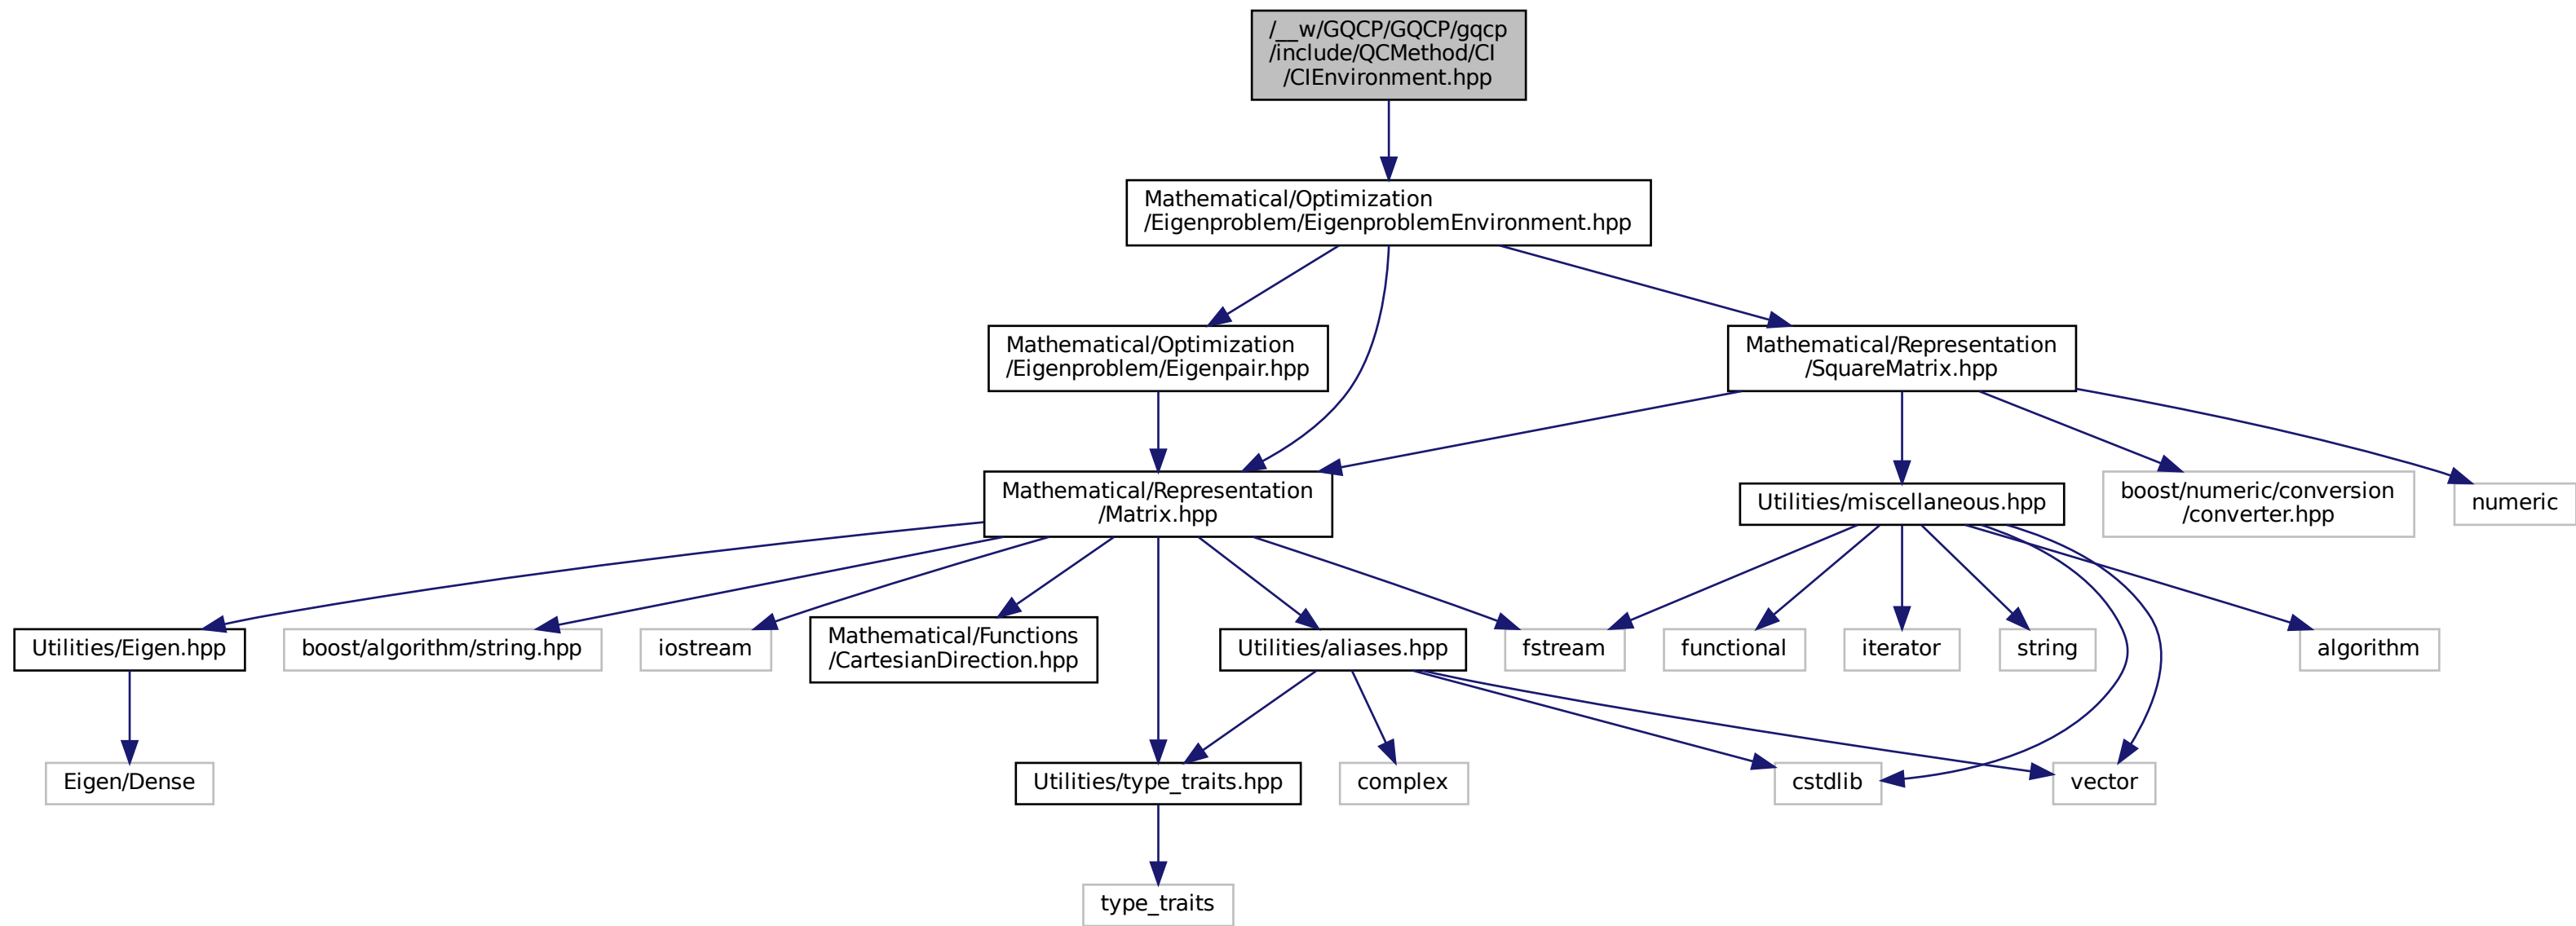 /__w/GQCP/GQCP/gqcp
/include/QCMethod/CI
/CIEnvironment.hpp
Mathematical/Optimization
/Eigenproblem/EigenproblemEnvironment.hpp
Mathematical/Optimization
/Eigenproblem/Eigenpair.hpp
Mathematical/Representation
/SquareMatrix.hpp
Mathematical/Representation
/Matrix.hpp
Utilities/miscellaneous.hpp
boost/numeric/conversion
/converter.hpp
numeric
Utilities/Eigen.hpp
boost/algorithm/string.hpp
iostream
Mathematical/Functions
/CartesianDirection.hpp
Utilities/aliases.hpp
fstream
functional
iterator
string
algorithm
Eigen/Dense
Utilities/type_traits.hpp
complex
cstdlib
vector
type_traits